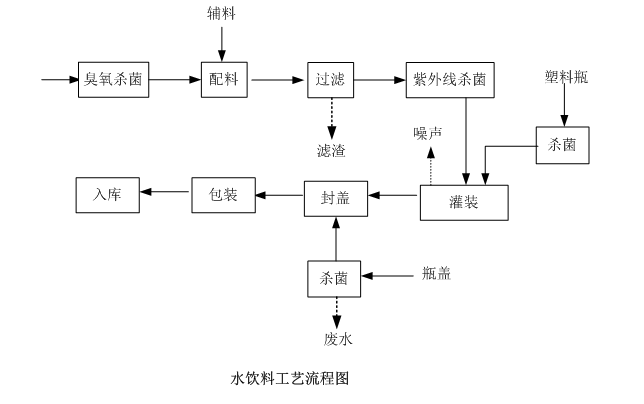 辅料
臭氧杀菌
配料
过滤
紫外线杀菌
塑料瓶
噪声
杀菌
滤渣
入库
包装
封盖
灌装
杀菌
瓶盖
废水
水饮料工艺流程图